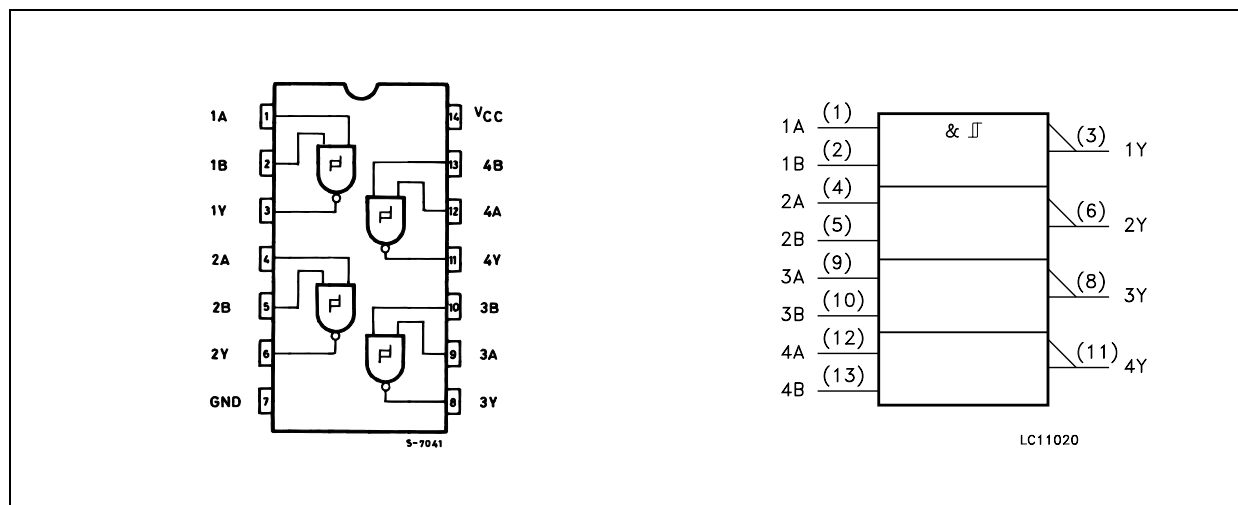 1A 1 14 VCC
1B 2 13 4B
1Y 3 12 4A
2A 4 11 4Y
2B 5 10 3B
2Y 6 9 3A
GND 7 8 3Y
S-7041
& 
1A (1)
1B (2)
2A (4)
2B (5)
3A (9)
3B (10)
4A (12)
4B (13)
(3) 1Y
(6) 2Y
(8) 3Y
(11) 4Y
LC11020